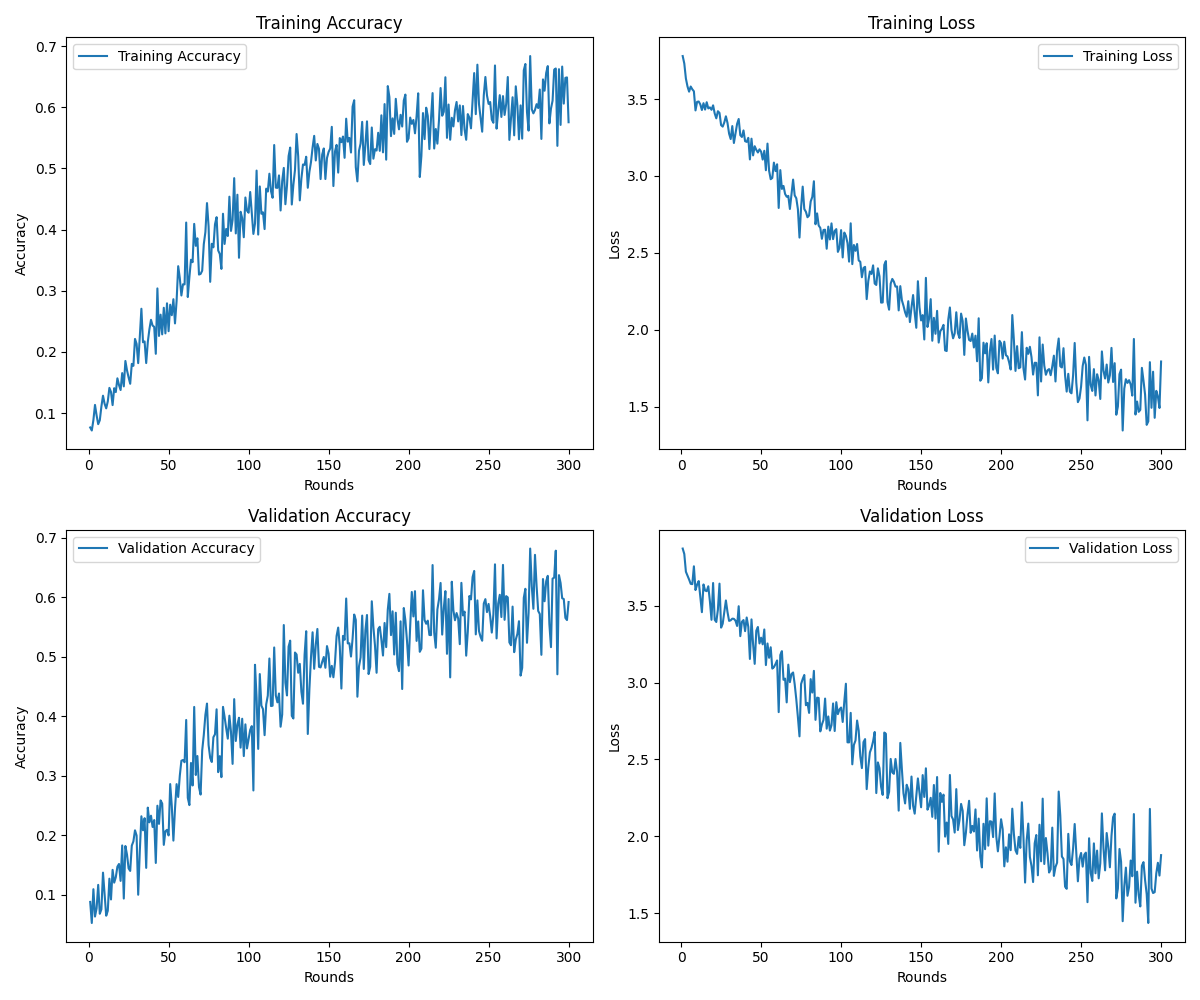 Training Accuracy
Training Accuracy
0.7
0.6
0.5
0.4
0.3
0.2
0.1
Accuracy
0 50 100 150 200 250 300
Rounds
Training Loss
Training Loss
3.5
3.0
2.5
2.0
1.5
Loss
0 50 100 150 200 250 300
Rounds
Validation Accuracy
Validation Accuracy
0.7
0.6
0.5
0.4
0.3
0.2
0.1
Accuracy
0 50 100 150 200 250 300
Rounds
Validation Loss
Validation Loss
3.5
3.0
2.5
2.0
1.5
Loss
0 50 100 150 200 250 300
Rounds